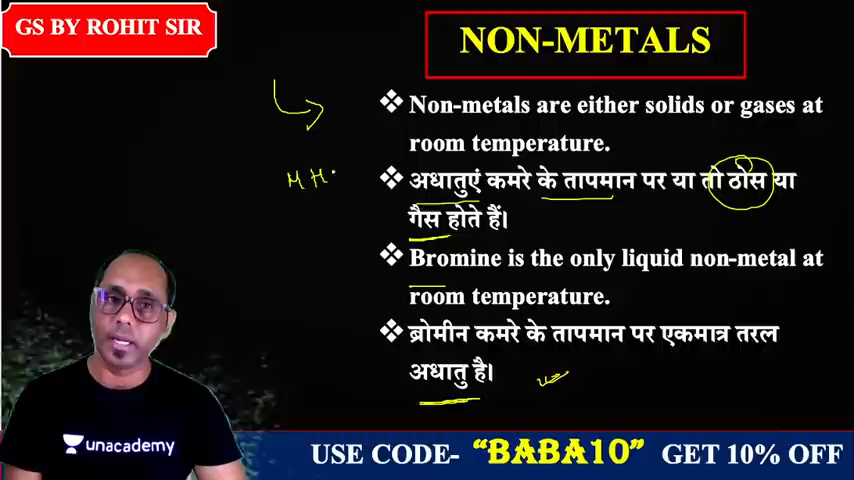 GS BY ROHIT SIR
NON-METALS
❖ Non-metals are either solids or gases at
room temperature.
❖ अधातुएं कमरे के तापमान पर या तो ठोस या
गैस होते हैं।
❖ Bromine is the only liquid non-metal at
room temperature.
❖ ब्रोमीन कमरे के तापमान पर एकमात्र तरल
अधातु है।
unacademy
USE CODE- “BABA10” GET 10% OFF